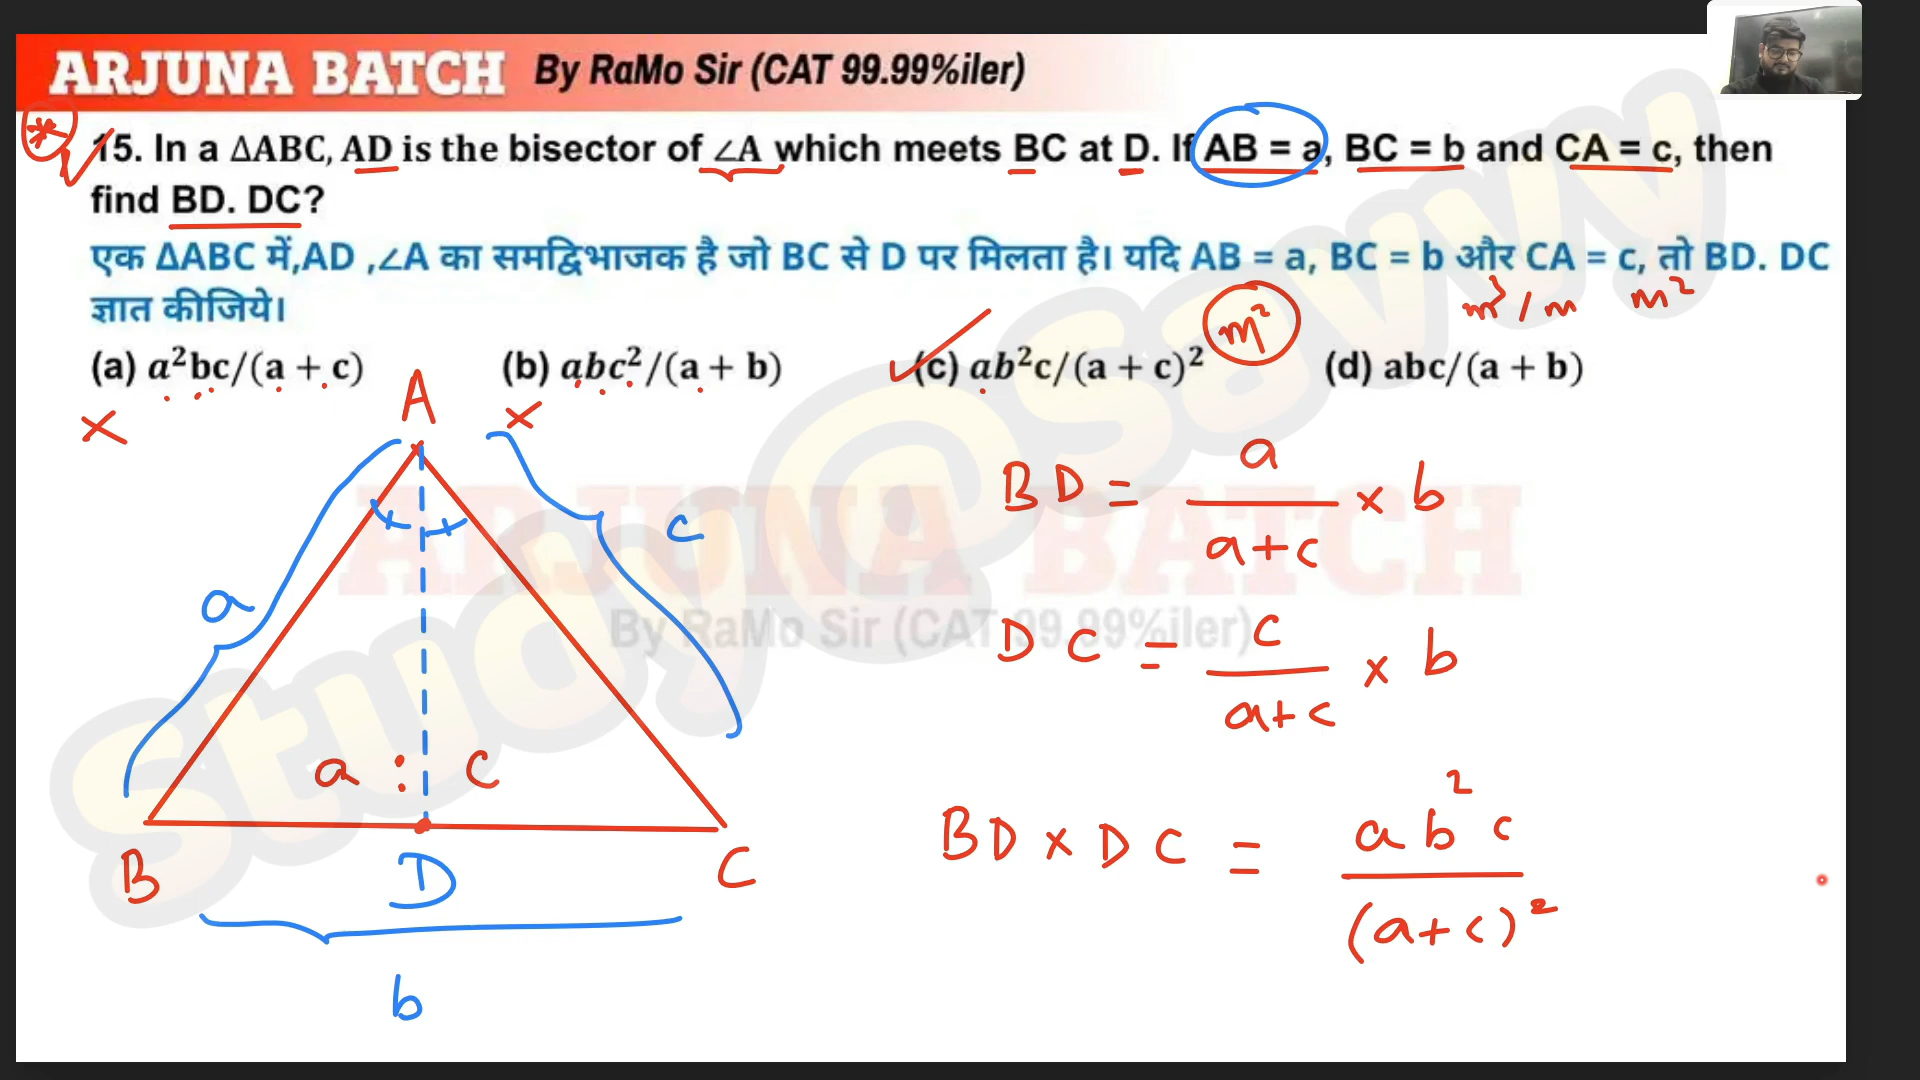 ARJUNA BATCH By RaMo Sir (CAT 99.99%iler)
15. In a ΔABC, AD is the bisector of ∠A which meets BC at D. If AB = a, BC = b and CA = c, then
find BD. DC?
एक ΔABC में,AD ,∠A का समद्विभाजक है जो BC से D पर मिलता है। यदि AB = a, BC = b और CA = c, तो BD. DC
ज्ञात कीजिये।
m² m³/m m²
(a) a²bc/(a + c) (b) abc²/(a + b) (c) ab²c/(a + c)² (d) abc/(a + b)
A
BD = a/(a+c) × b
c
ARJUNA BATCH
a
By RaMo Sir (CAT 99.99%iler)
DC = c/(a+c) × b
Study@Savvy
a : c
BD × DC = ab²c/(a+c)²
B D C
b